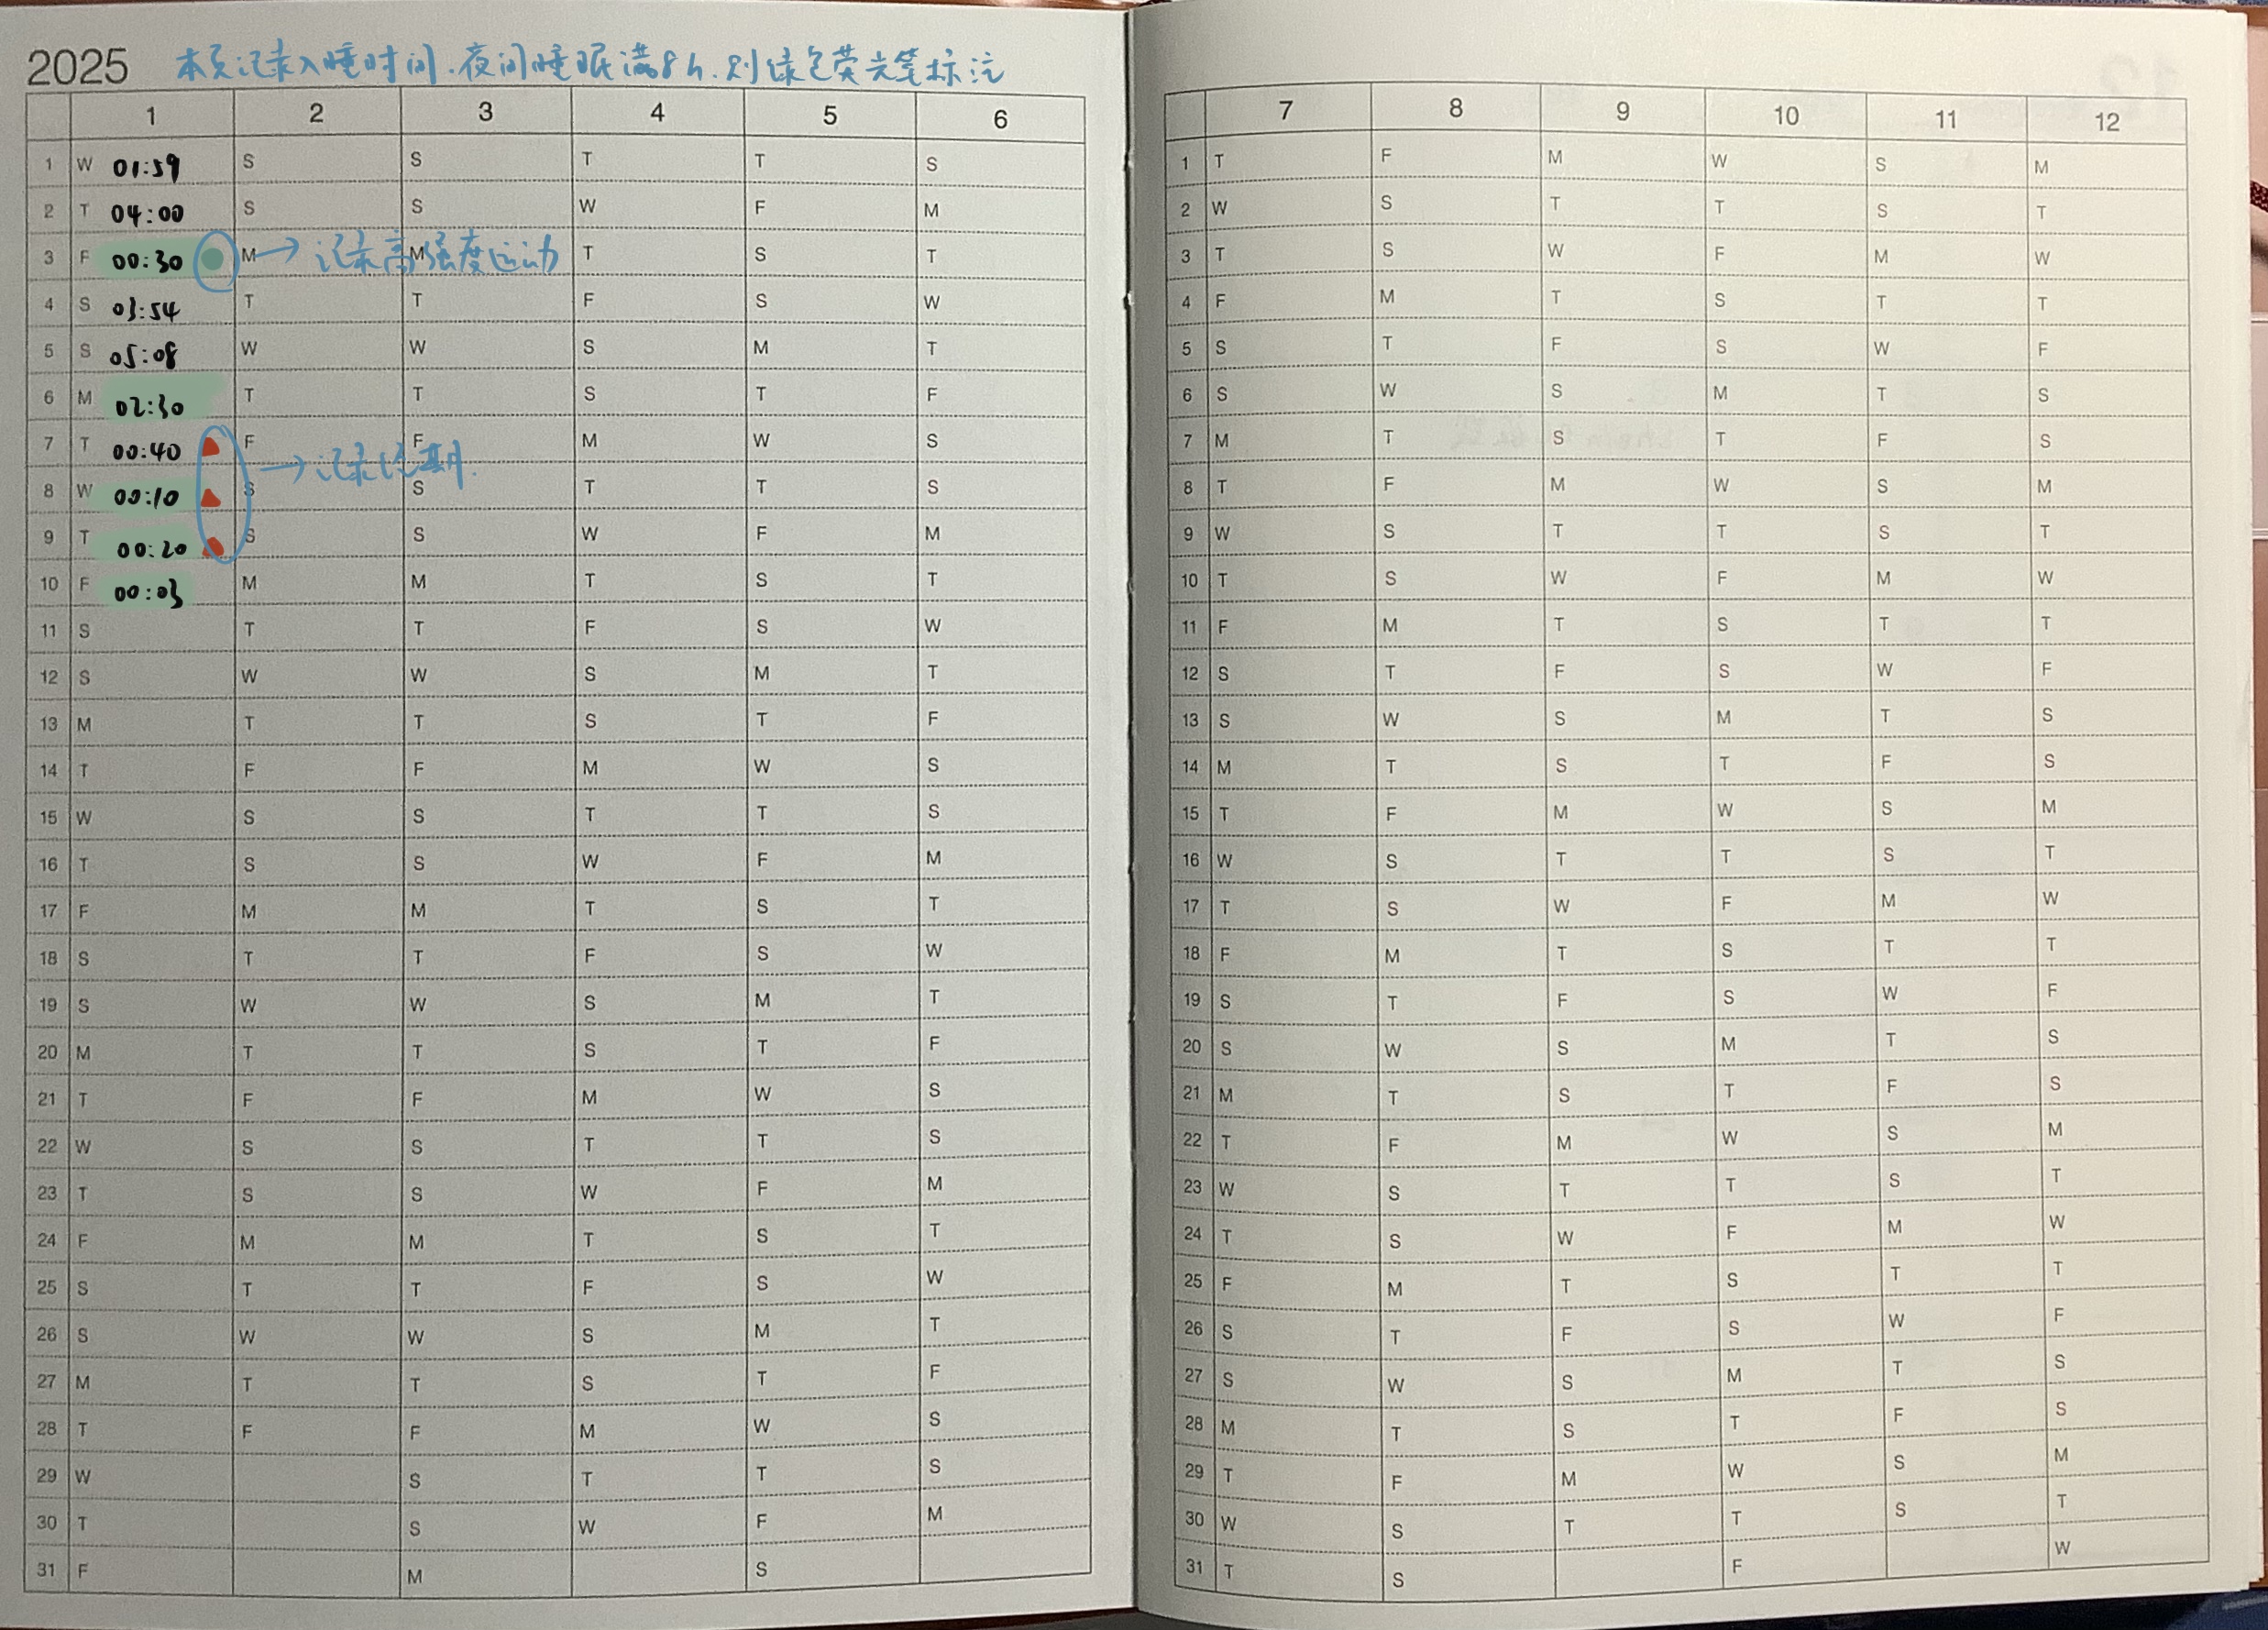 2025 本页记录入睡时间.夜间睡眠满8h.则绿色荧光笔标注
1 2 3 4 5 6
1 W 01:59 S S T T S
2 T 04:00 S S W F M
3 F 00:30 M → 记录高强度运动 M T S T
4 S 03:54 T T F S W
5 S 05:08 W W S M T
6 M 02:30 T T S T F
7 T 00:40 F F M W S
→记录经期.
8 W 00:10 S S T T S
9 T 00:20 S S W F M
10 F 00:03 M M T S T
11 S T T F S W
12 S W W S M T
13 M T T S T F
14 T F F M W S
15 W S S T T S
16 T S S W F M
17 F M M T S T
18 S T T F S W
19 S W W S M T
20 M T T S T F
21 T F F M W S
22 W S S T T S
23 T S S W F M
24 F M M T S T
25 S T T F S W
26 S W W S M T
27 M T T S T F
28 T F F M W S
29 W S T T S
30 T S W F M
31 F M S
7 8 9 10 11 12
1 T F M W S M
2 W S T T S T
3 T S W F M W
4 F M T S T T
5 S T F S W F
6 S W S M T S
7 M T S T F S
8 T F M W S M
9 W S T T S T
10 T S W F M W
11 F M T S T T
12 S T F S W F
13 S W S M T S
14 M T S T F S
15 T F M W S M
16 W S T T S T
17 T S W F M W
18 F M T S T T
19 S T F S W F
20 S W S M T S
21 M T S T F S
22 T F M W S M
23 W S T T S T
24 T S W F M W
25 F M T S T T
26 S T F S W F
27 S W S M T S
28 M T S T F S
29 T F M W S M
30 W S T T S T
31 T S F W